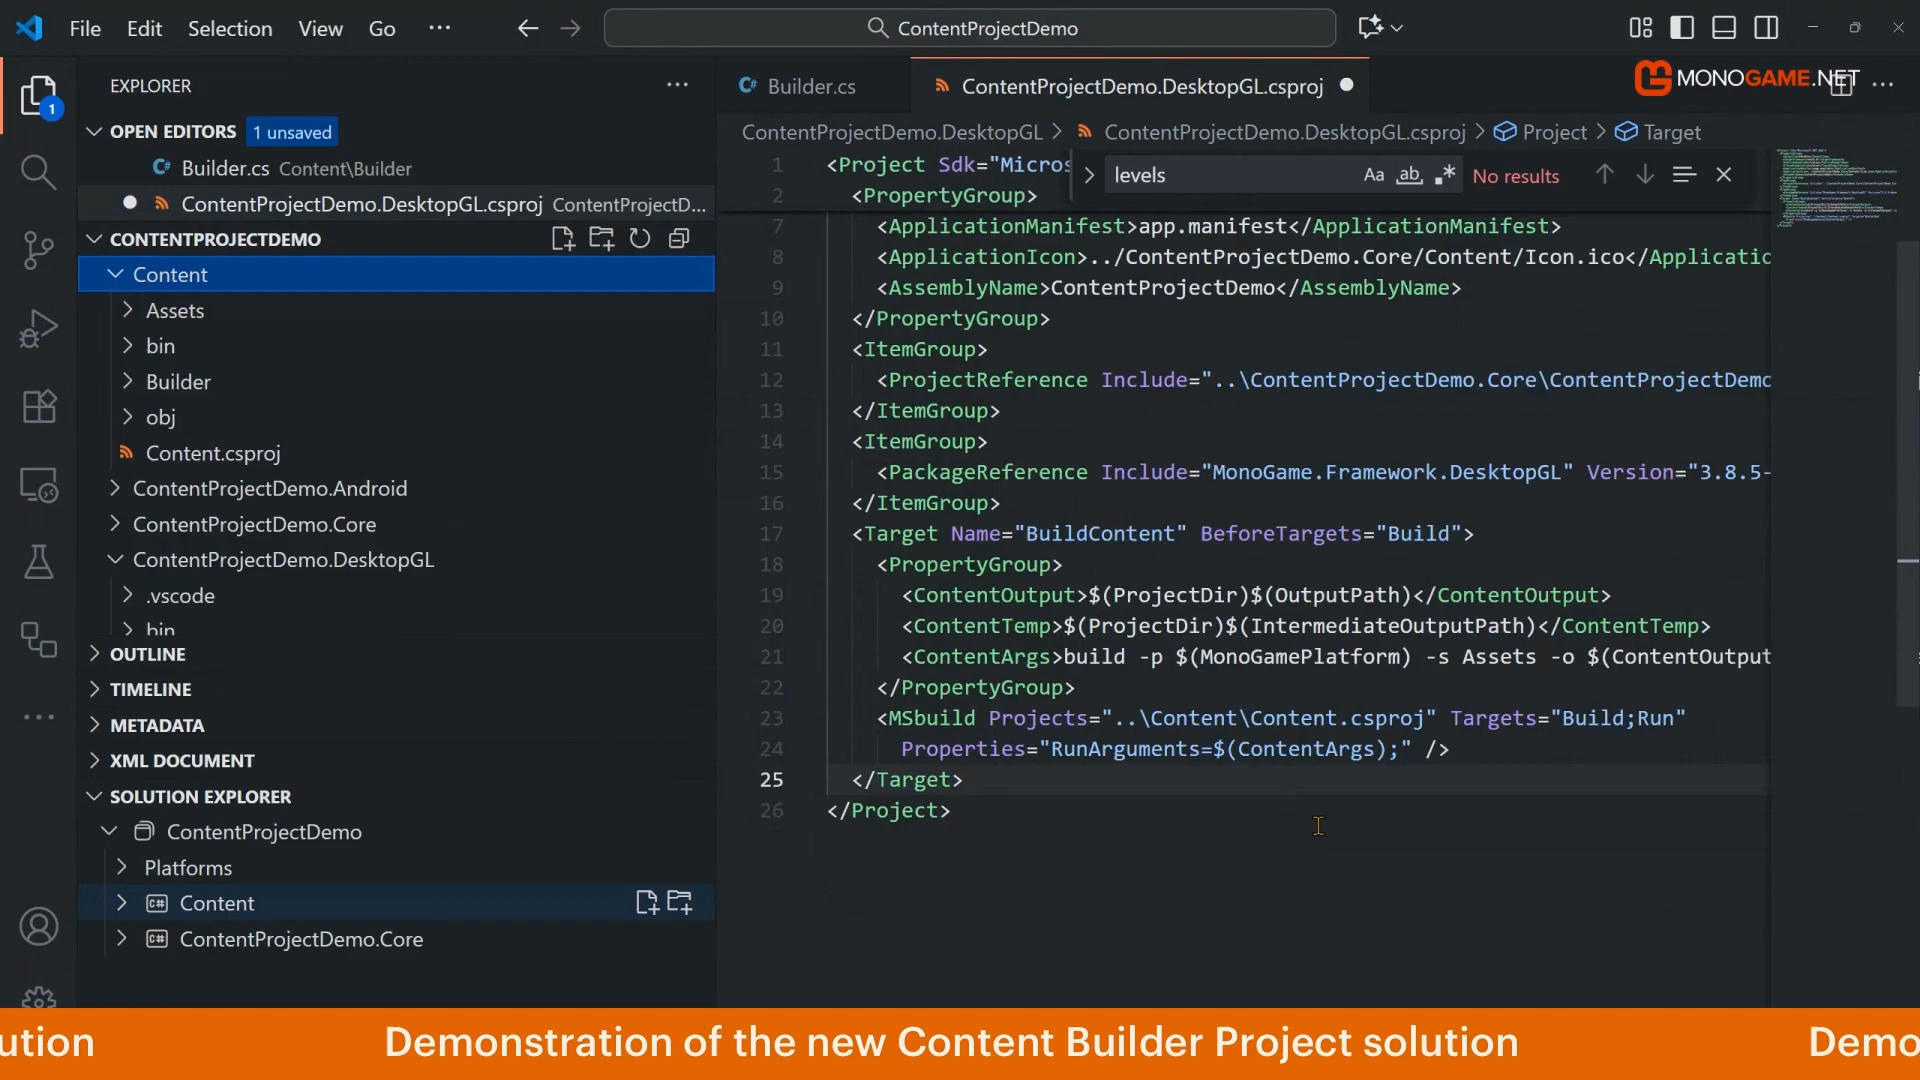 File Edit Selection View Go ··· ContentProjectDemo
EXPLORER ···
OPEN EDITORS 1 unsaved
Builder.cs Content\Builder
ContentProjectDemo.DesktopGL.csproj ContentProjectD...
CONTENTPROJECTDEMO
Content
Assets
bin
Builder
obj
Content.csproj
ContentProjectDemo.Android
ContentProjectDemo.Core
ContentProjectDemo.DesktopGL
.vscode
bin
OUTLINE
TIMELINE
METADATA
XML DOCUMENT
SOLUTION EXPLORER
ContentProjectDemo
Platforms
Content
ContentProjectDemo.Core
1
Builder.cs ContentProjectDemo.DesktopGL.csproj
MONOGAME.NET
ContentProjectDemo.DesktopGL > ContentProjectDemo.DesktopGL.csproj > Project > Target
levels Aa ab .* No results
1 <Project Sdk="Micros
2 <PropertyGroup>
7 <ApplicationManifest>app.manifest</ApplicationManifest>
8 <ApplicationIcon>../ContentProjectDemo.Core/Content/Icon.ico</Applicatio
9 <AssemblyName>ContentProjectDemo</AssemblyName>
10 </PropertyGroup>
11 <ItemGroup>
12 <ProjectReference Include="..\ContentProjectDemo.Core\ContentProjectDemo
13 </ItemGroup>
14 <ItemGroup>
15 <PackageReference Include="MonoGame.Framework.DesktopGL" Version="3.8.5-
16 </ItemGroup>
17 <Target Name="BuildContent" BeforeTargets="Build">
18 <PropertyGroup>
19 <ContentOutput>$(ProjectDir)$(OutputPath)</ContentOutput>
20 <ContentTemp>$(ProjectDir)$(IntermediateOutputPath)</ContentTemp>
21 <ContentArgs>build -p $(MonoGamePlatform) -s Assets -o $(ContentOutput
22 </PropertyGroup>
23 <MSbuild Projects="..\Content\Content.csproj" Targets="Build;Run"
24 Properties="RunArguments=$(ContentArgs);" />
25 </Target>
26 </Project>
ution Demonstration of the new Content Builder Project solution Demo